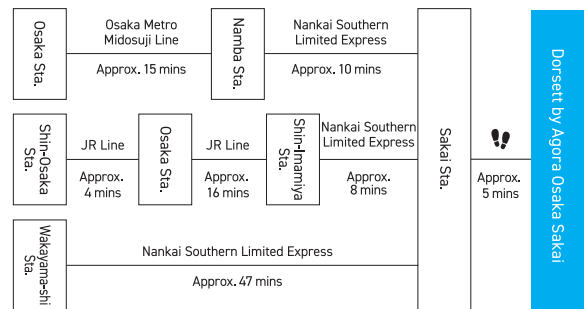 Osaka Sta.
Osaka Metro
Midosuji Line
Approx. 15 mins
Namba Sta.
Nankai Southern
Limited Express
Approx. 10 mins
Shin-Osaka
Sta.
JR Line
Approx.
4 mins
Osaka Sta.
JR Line
Approx.
16 mins
Shin-Imamiya
Sta.
Nankai Southern
Limited Express
Approx.
8 mins
Wakayama-shi
Sta.
Nankai Southern Limited Express
Approx. 47 mins
Sakai Sta.
Approx.
5 mins
Dorsett by Agora Osaka Sakai